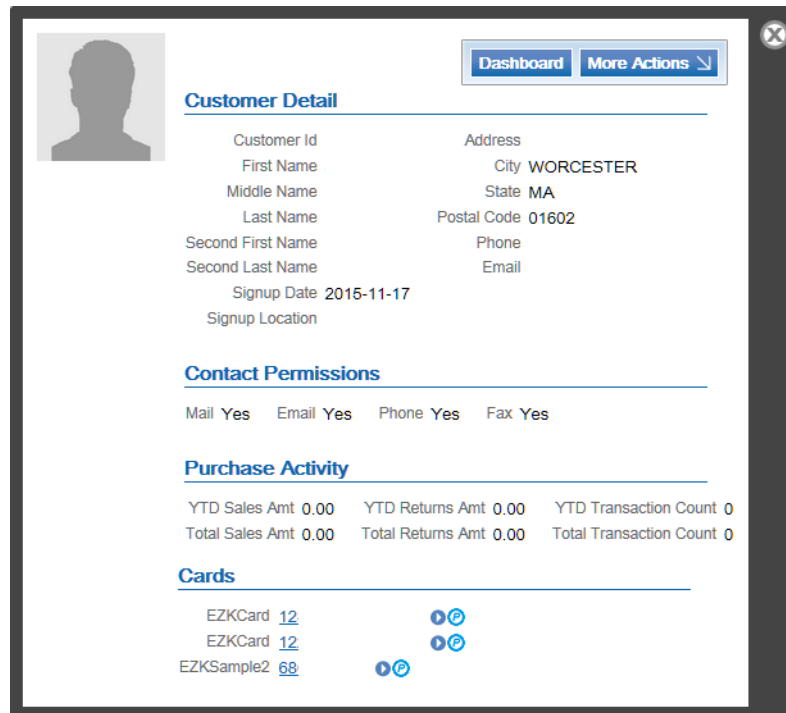 Dashboard More Actions
Customer Detail
Customer Id Address
First Name City WORCESTER
Middle Name State MA
Last Name Postal Code 01602
Second First Name Phone
Second Last Name Email
Signup Date 2015-11-17
Signup Location
Contact Permissions
Mail Yes Email Yes Phone Yes Fax Yes
Purchase Activity
YTD Sales Amt 0.00 YTD Returns Amt 0.00 YTD Transaction Count 0
Total Sales Amt 0.00 Total Returns Amt 0.00 Total Transaction Count 0
Cards
EZKCard 12 P
EZKCard 12 P
EZKSample2 68 P